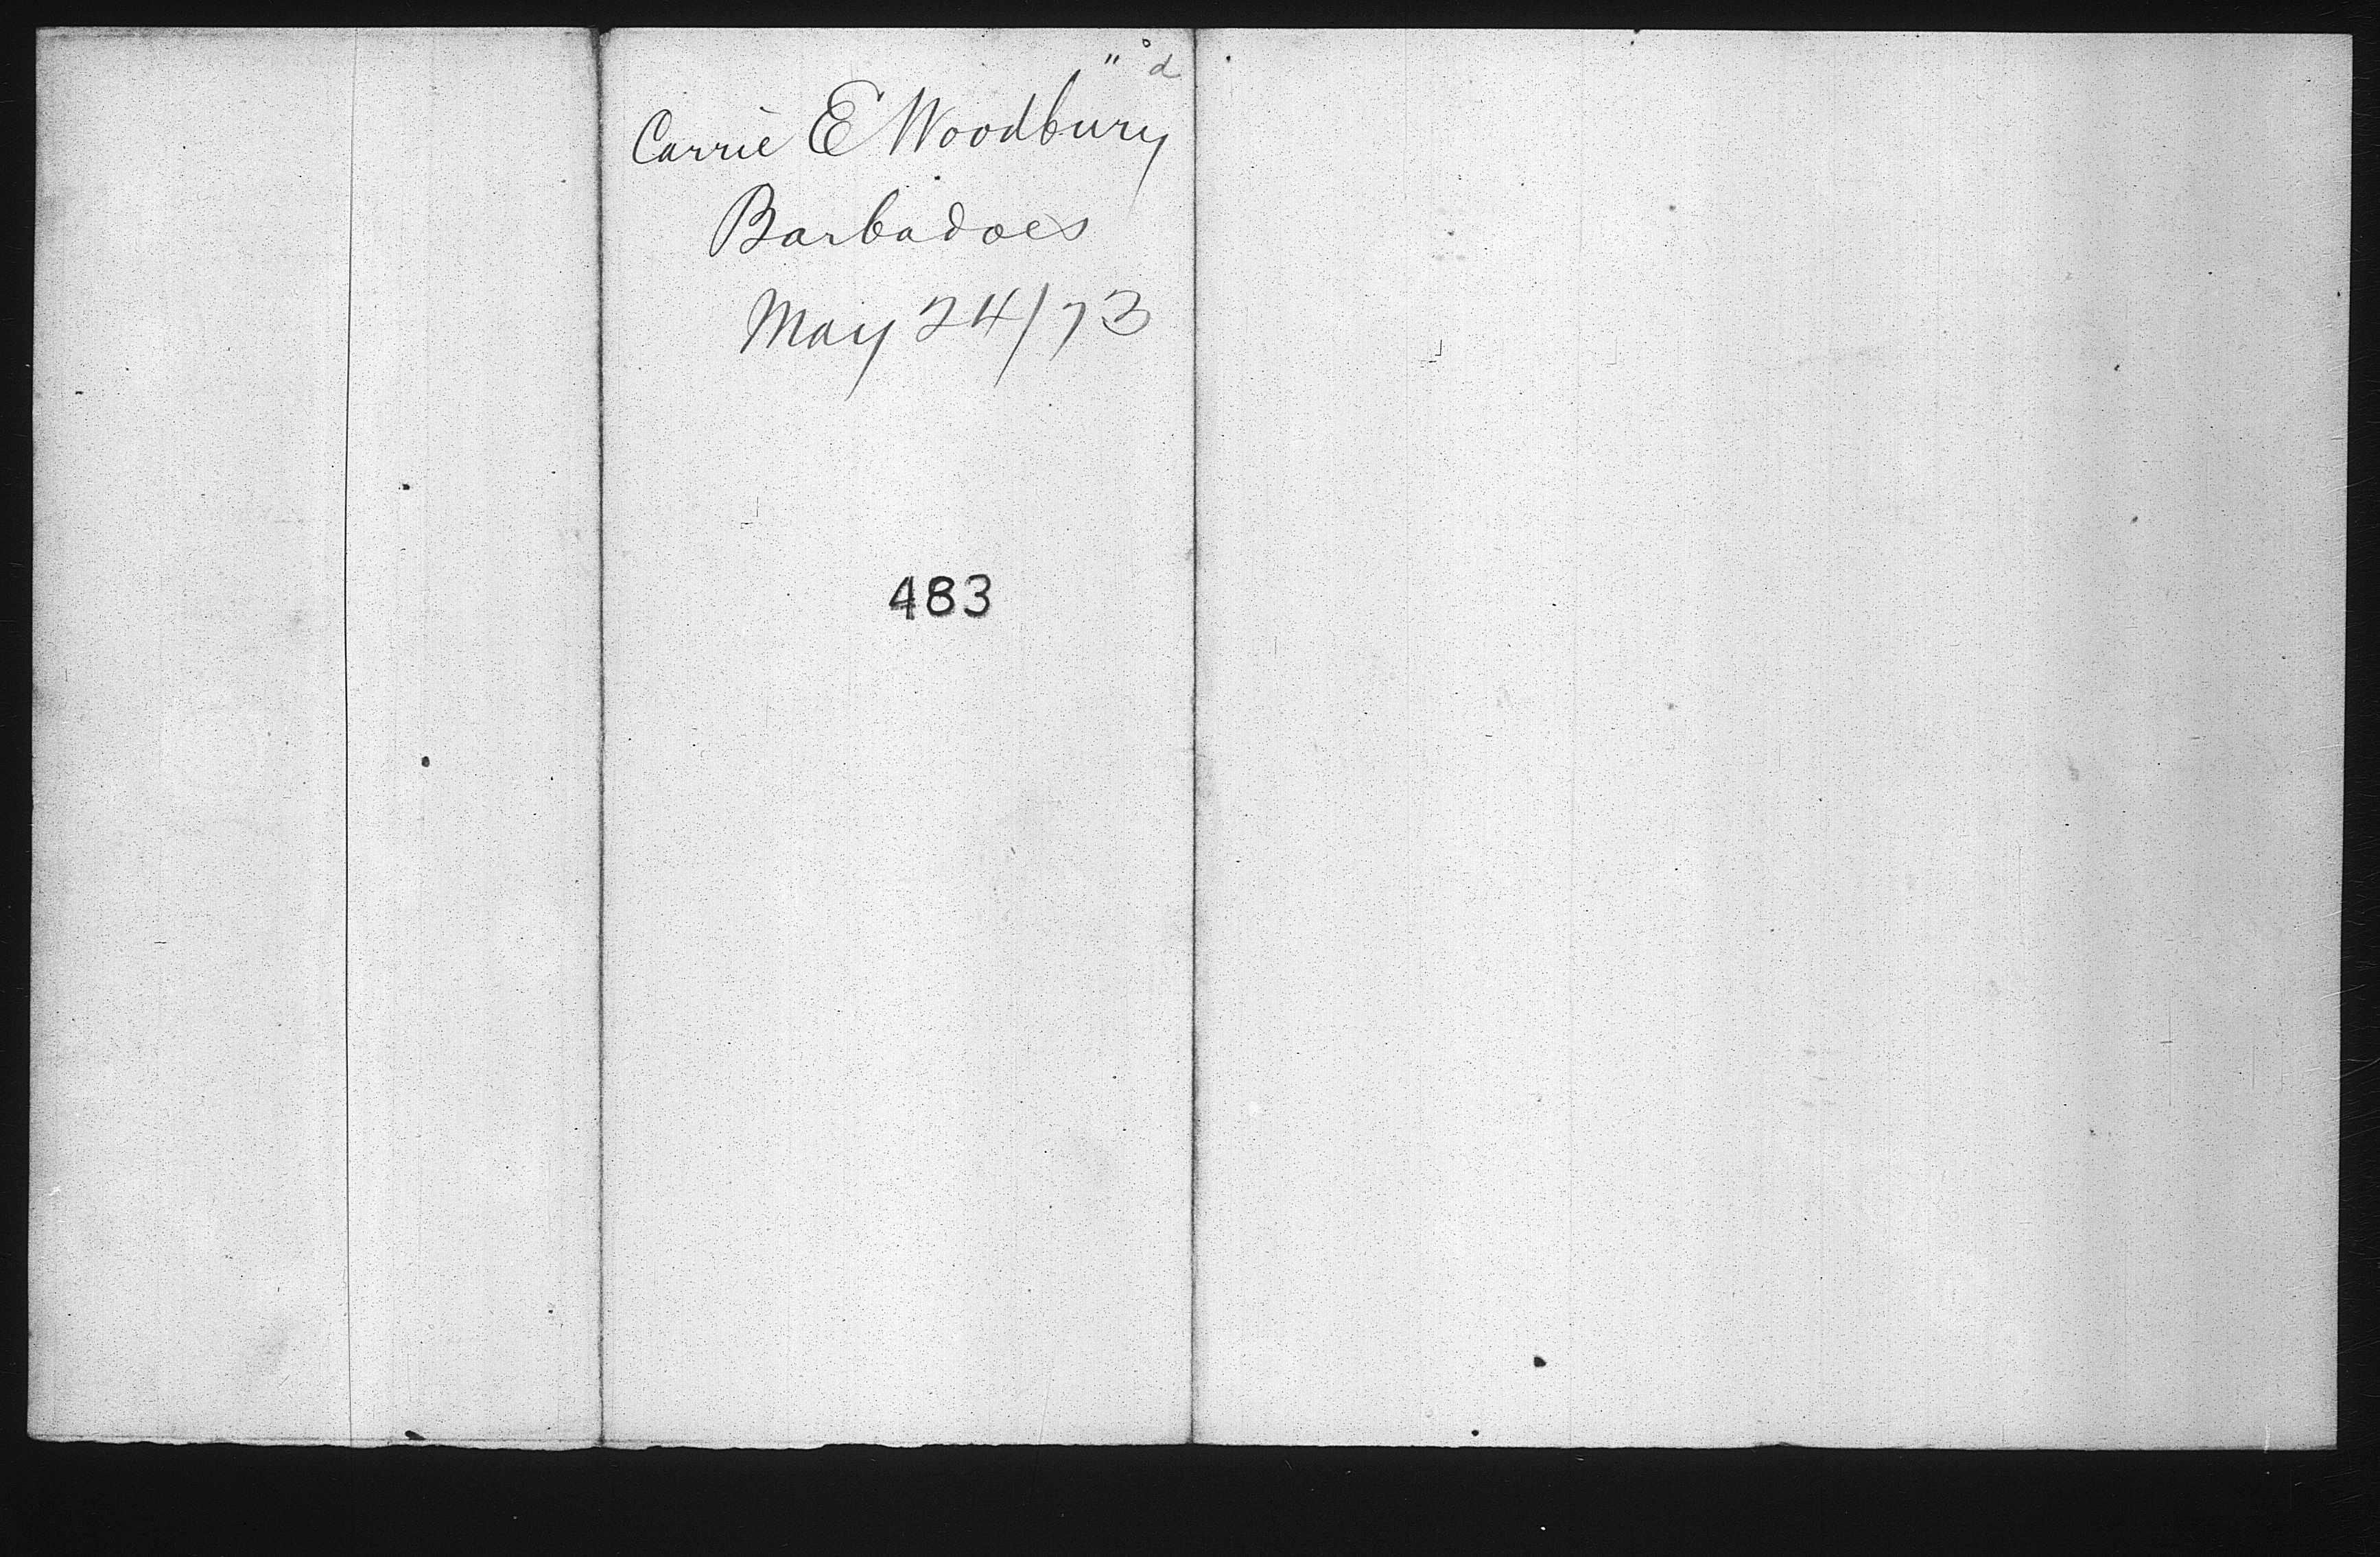 " d
Carrie E Woodbury
Barbadoes
May 24/73
483